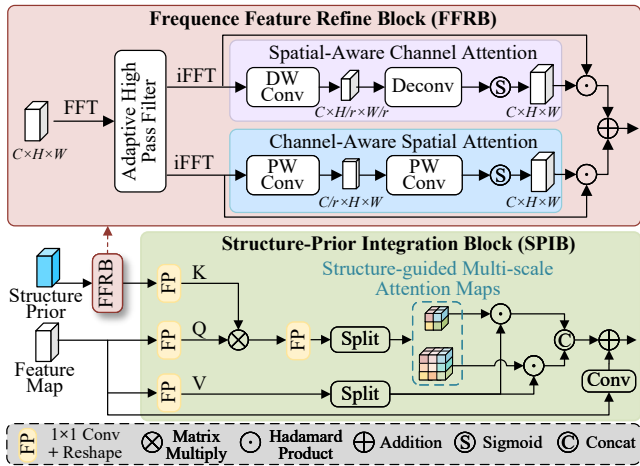 Frequence Feature Refine Block (FFRB)
Spatial-Aware Channel Attention
iFFT
DW
Conv
Deconv
S
C×H/r×W/r
C×H×W
FFT
Adaptive High
Pass Filter
C×H×W
Channel-Aware Spatial Attention
iFFT
PW
Conv
PW
Conv
S
C/r×H×W
C×H×W
Structure-Prior Integration Block (SPIB)
Structure
Prior
FFRB
FP
K
Structure-guided Multi-scale
Attention Maps
Feature
Map
FP
Q
FP
Split
C
FP
V
Split
Conv
FP
1×1 Conv
+ Reshape
Matrix
Multiply
Hadamard
Product
Addition
S
Sigmoid
C
Concat